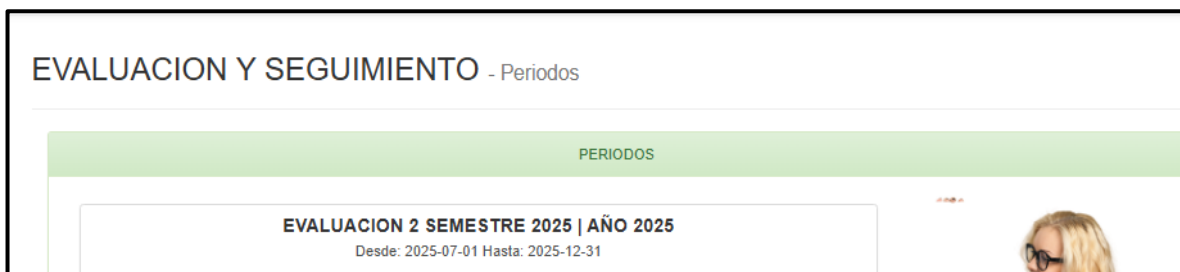 EVALUACION Y SEGUIMIENTO - Periodos
PERIODOS
EVALUACION 2 SEMESTRE 2025 | AÑO 2025
Desde: 2025-07-01 Hasta: 2025-12-31